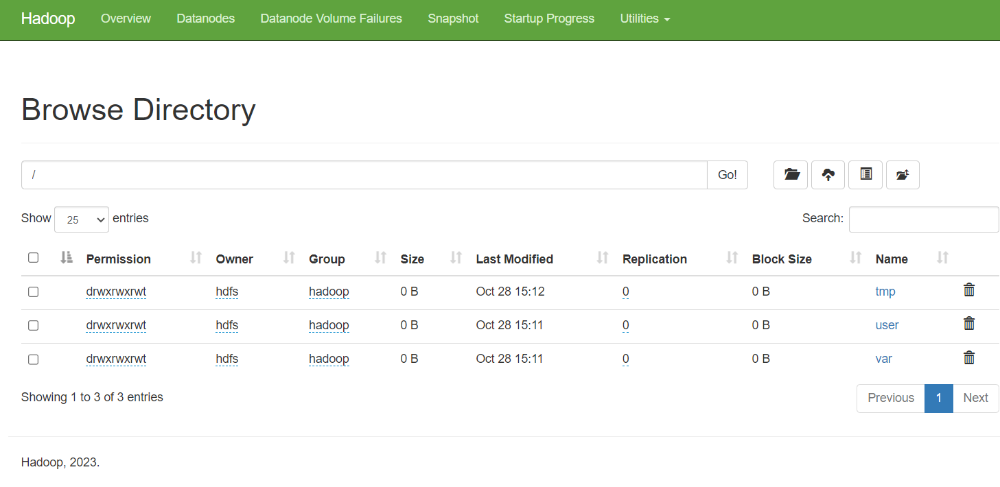 Hadoop Overview Datanodes Datanode Volume Failures Snapshot Startup Progress Utilities
Browse Directory
/ Go!
Show 25 entries Search:
Permission Owner Group Size Last Modified Replication Block Size Name
drwxrwxrwt hdfs hadoop 0 B Oct 28 15:12 0 0 B tmp
drwxrwxrwt hdfs hadoop 0 B Oct 28 15:11 0 0 B user
drwxrwxrwt hdfs hadoop 0 B Oct 28 15:11 0 0 B var
Showing 1 to 3 of 3 entries Previous 1 Next
Hadoop, 2023.